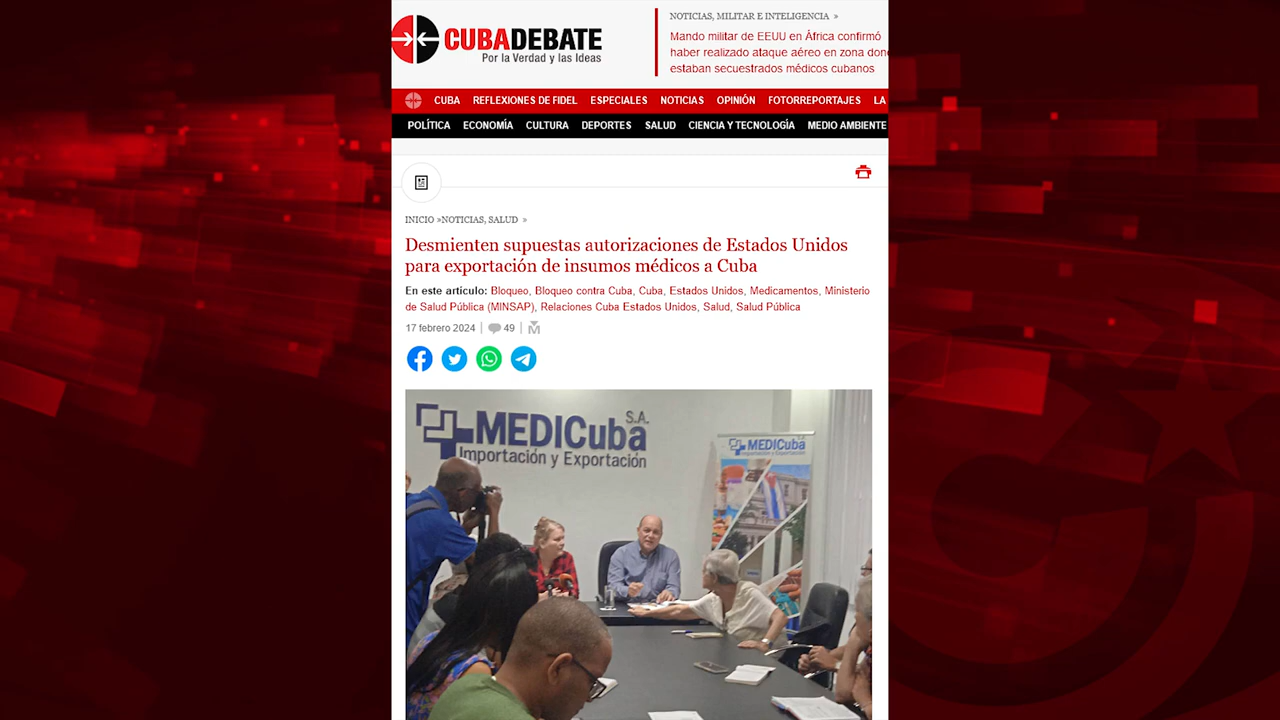 CUBADEBATE
Por la Verdad y las Ideas
NOTICIAS, MILITAR E INTELIGENCIA »
Mando militar de EEUU en África confirmó
haber realizado ataque aéreo en zona dond
estaban secuestrados médicos cubanos
CUBA REFLEXIONES DE FIDEL ESPECIALES NOTICIAS OPINIÓN FOTORREPORTAJES LA
POLÍTICA ECONOMÍA CULTURA DEPORTES SALUD CIENCIA Y TECNOLOGÍA MEDIO AMBIENTE
INICIO »NOTICIAS, SALUD »
Desmienten supuestas autorizaciones de Estados Unidos
para exportación de insumos médicos a Cuba
En este artículo: Bloqueo, Bloqueo contra Cuba, Cuba, Estados Unidos, Medicamentos, Ministerio
de Salud Pública (MINSAP), Relaciones Cuba Estados Unidos, Salud, Salud Pública
17 febrero 2024 | 49 |
MEDICuba S.A.
Importación y Exportación
MEDICuba